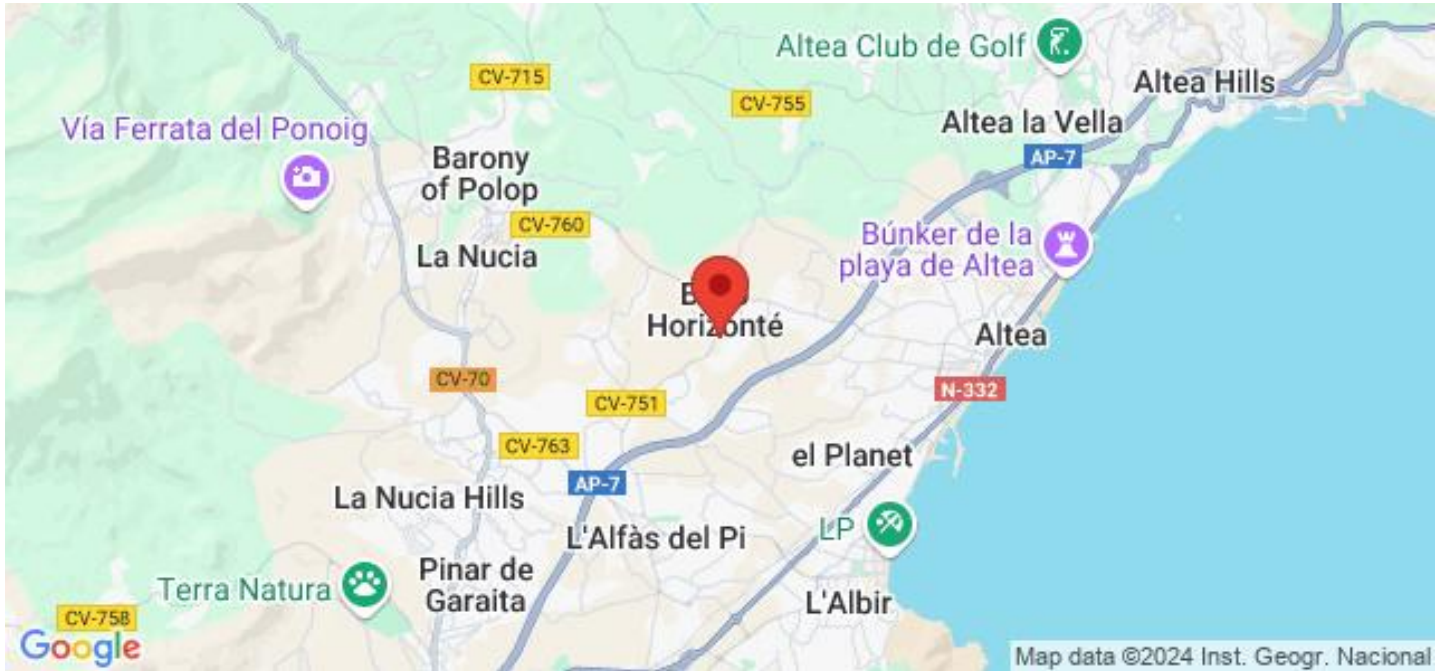 Altea Club de Golf
CV-715
Altea Hills
CV-755
Altea la Vella
Vía Ferrata del Ponoig
AP-7
Barony
of Polop
CV-760
Búnker de la
playa de Altea
La Nucia
Horizonté
Altea
CV-70
N-332
CV-751
CV-763
el Planet
AP-7
La Nucia Hills
LP
L'Alfàs del Pi
Pinar de
Garaita
Terra Natura
L'Albir
CV-758
Google
Map data ©2024 Inst. Geogr. Nacional